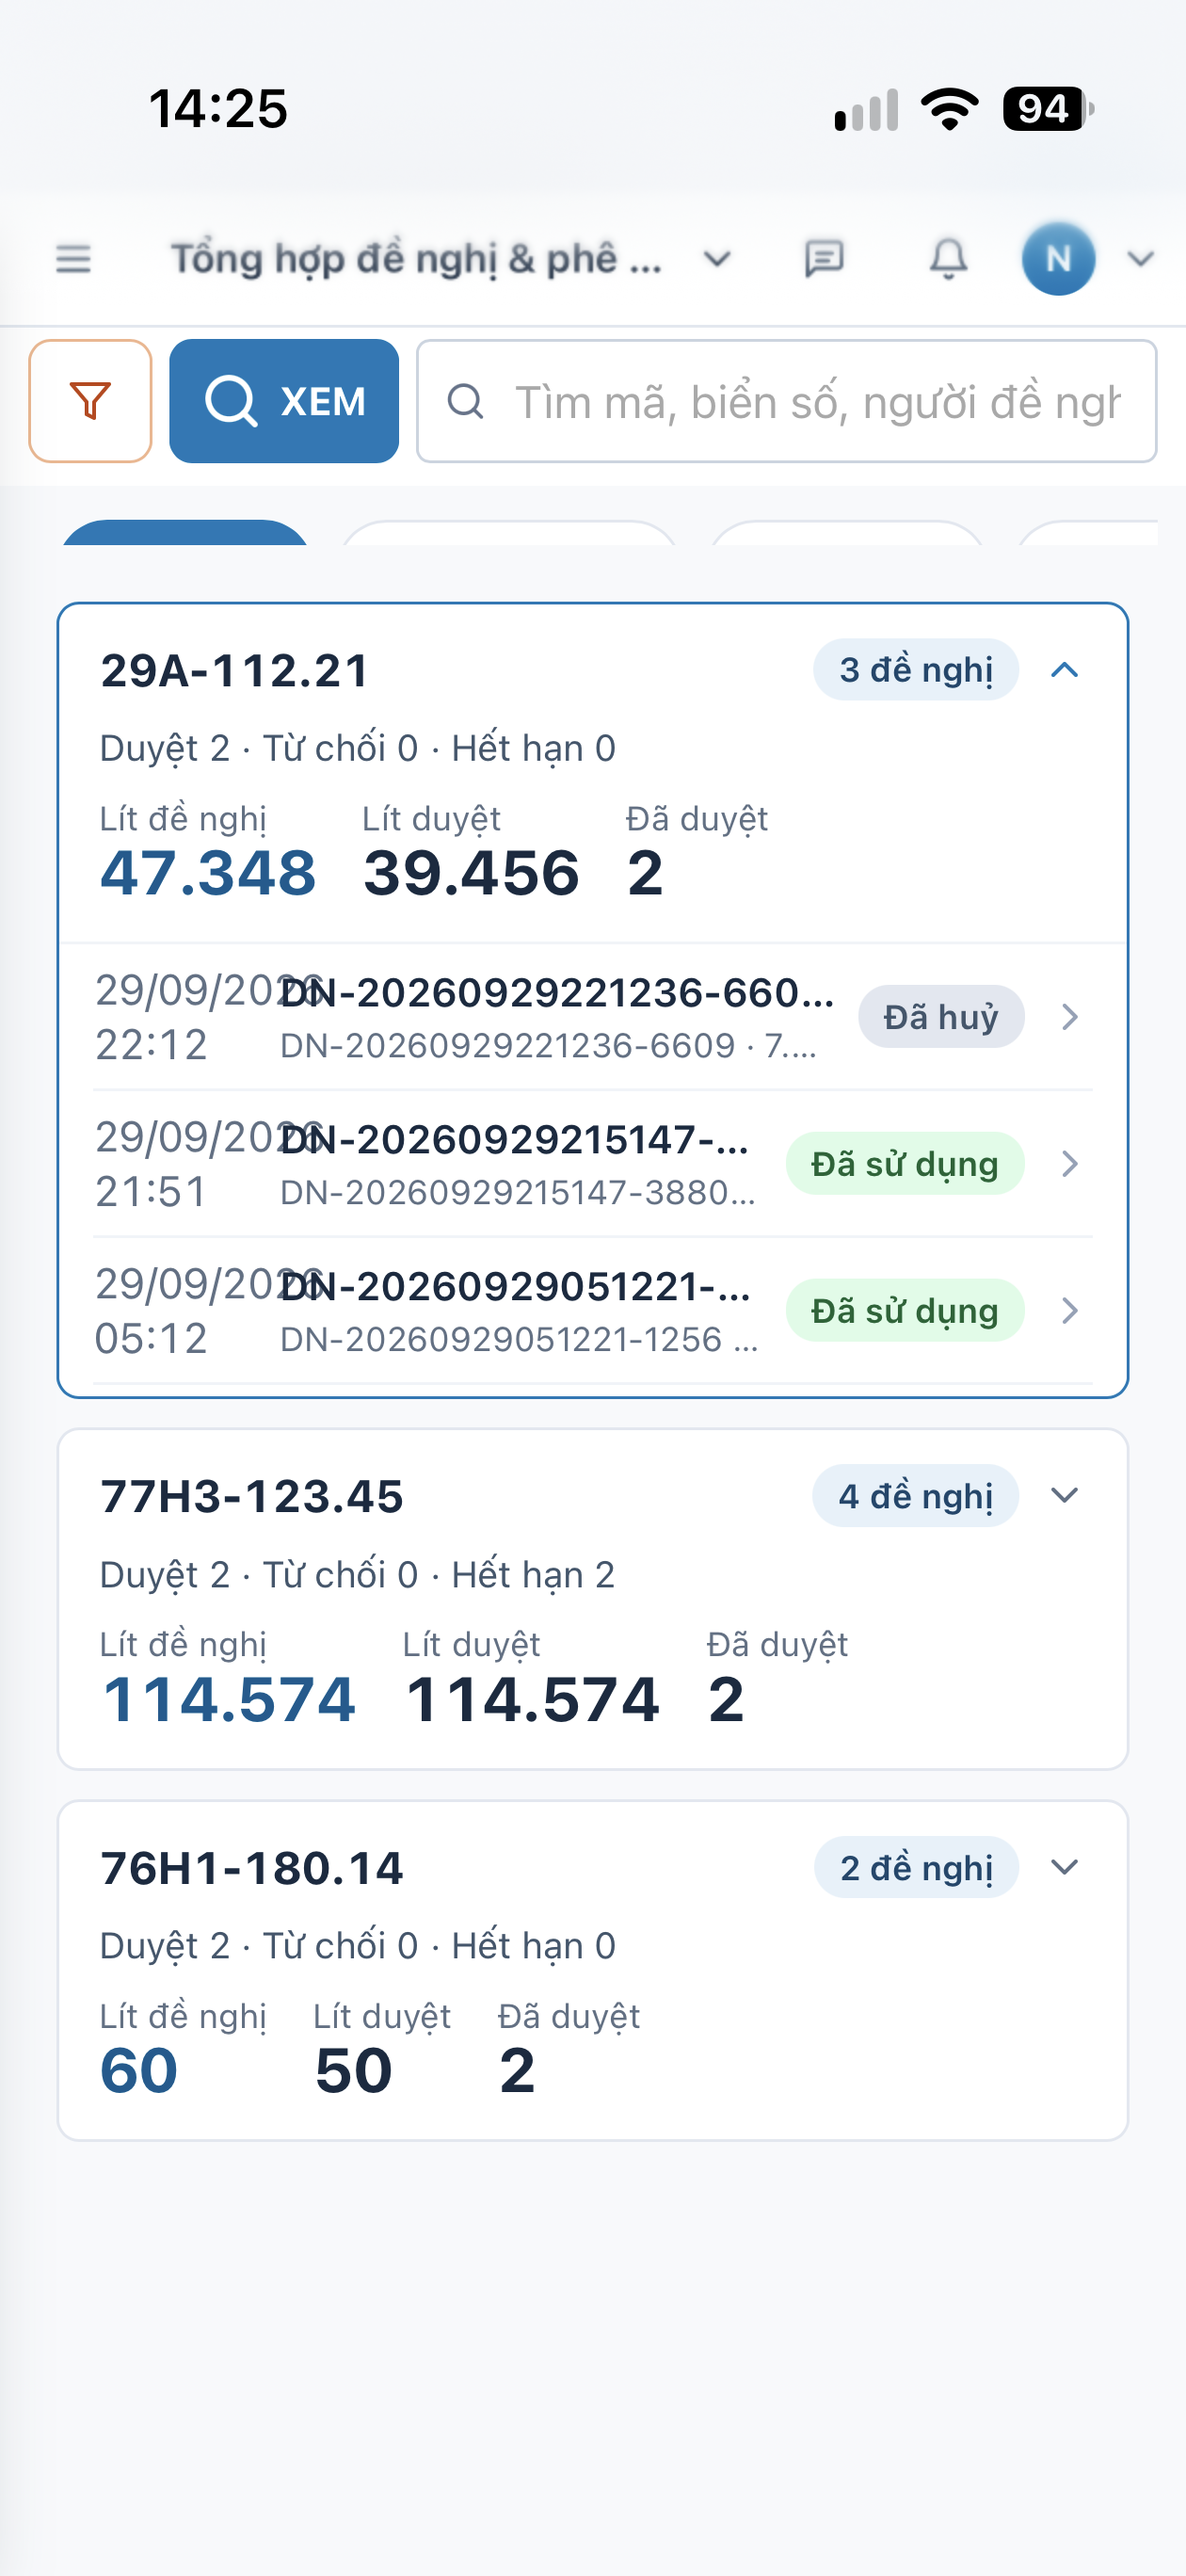 14:25
94
Tổng hợp đề nghị & phê ...
N
XEM
Tìm mã, biển số, người đề ngh
29A-112.21
3 đề nghị
Duyệt 2 · Từ chối 0 · Hết hạn 0
Lít đề nghị Lít duyệt Đã duyệt
47.348 39.456 2
29/09/2026 DN-20260929221236-660...
Đã huỷ
22:12 DN-20260929221236-6609 · 7....
29/09/2026 DN-20260929215147-...
Đã sử dụng
21:51 DN-20260929215147-3880...
29/09/2026 DN-20260929051221-...
Đã sử dụng
05:12 DN-20260929051221-1256 ...
77H3-123.45
4 đề nghị
Duyệt 2 · Từ chối 0 · Hết hạn 2
Lít đề nghị Lít duyệt Đã duyệt
114.574 114.574 2
76H1-180.14
2 đề nghị
Duyệt 2 · Từ chối 0 · Hết hạn 0
Lít đề nghị Lít duyệt Đã duyệt
60 50 2